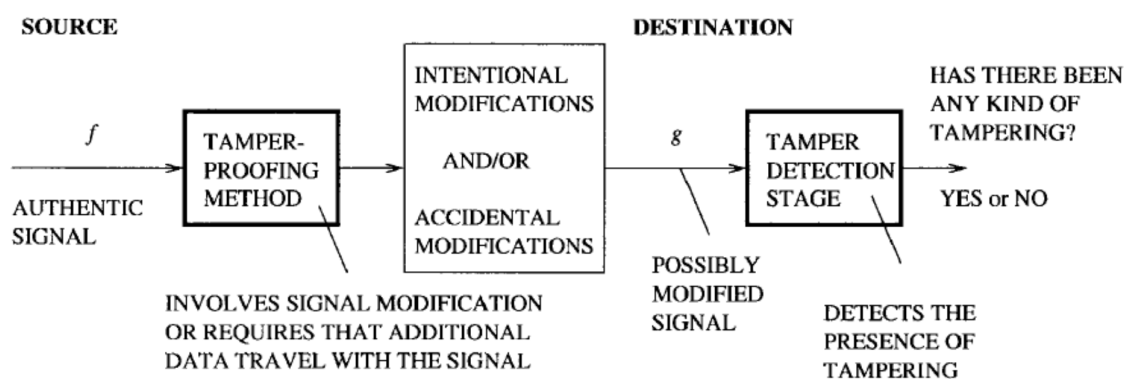 SOURCE
DESTINATION
f
AUTHENTIC
SIGNAL
TAMPER-
PROOFING
METHOD
INVOLVES SIGNAL MODIFICATION
OR REQUIRES THAT ADDITIONAL
DATA TRAVEL WITH THE SIGNAL
INTENTIONAL
MODIFICATIONS
AND/OR
ACCIDENTAL
MODIFICATIONS
g
POSSIBLY
MODIFIED
SIGNAL
TAMPER
DETECTION
STAGE
DETECTS THE
PRESENCE OF
TAMPERING
HAS THERE BEEN
ANY KIND OF
TAMPERING?
YES or NO